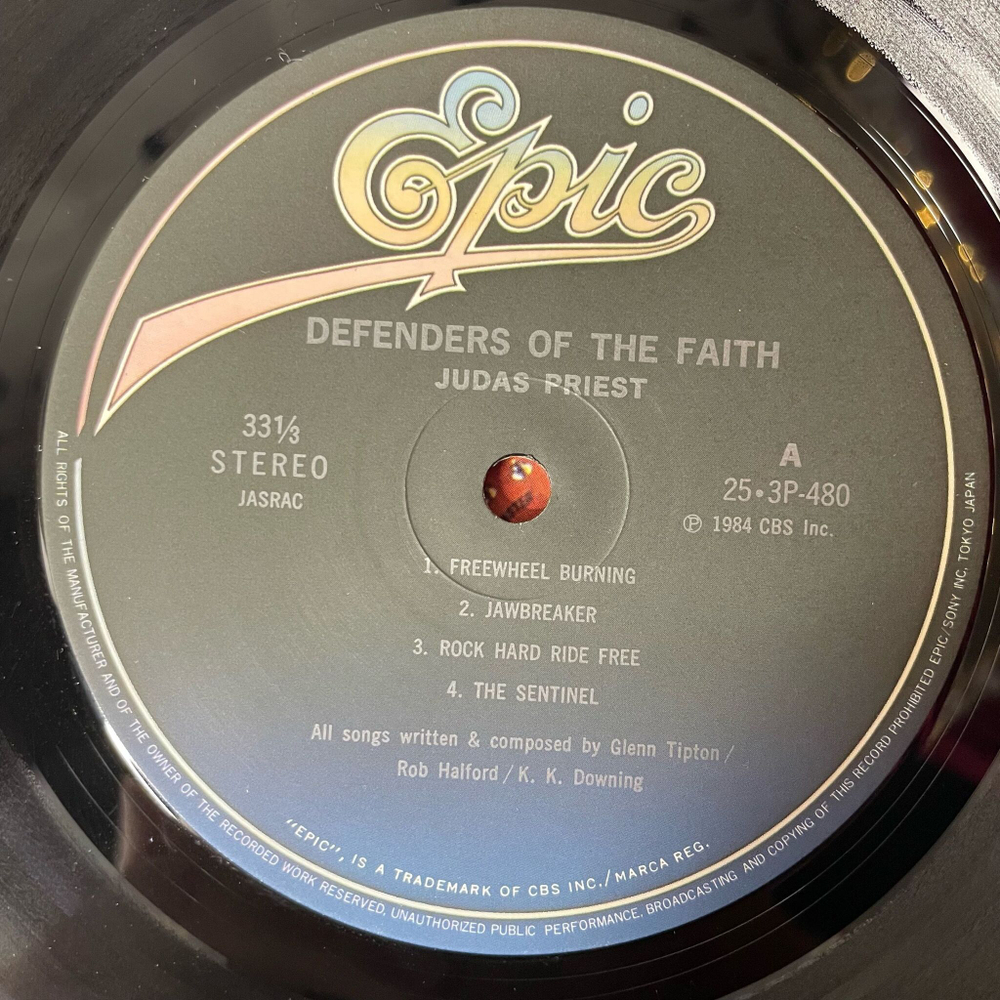 Epic
DEFENDERS OF THE FAITH
JUDAS PRIEST
33⅓
STEREO
JASRAC
A
25•3P-480
Ⓟ 1984 CBS Inc.
1. FREEWHEEL BURNING
2. JAWBREAKER
3. ROCK HARD RIDE FREE
4. THE SENTINEL
All songs written & composed by Glenn Tipton/
Rob Halford/K. K. Downing
"EPIC", IS A TRADEMARK OF CBS INC./MARCA REG.
ALL RIGHTS OF THE MANUFACTURER AND OF THE OWNER OF THE RECORDED WORK RESERVED, UNAUTHORIZED PUBLIC PERFORMANCE, BROADCASTING AND COPYING OF THIS RECORD PROHIBITED EPIC/SONY INC, TOKYO JAPAN